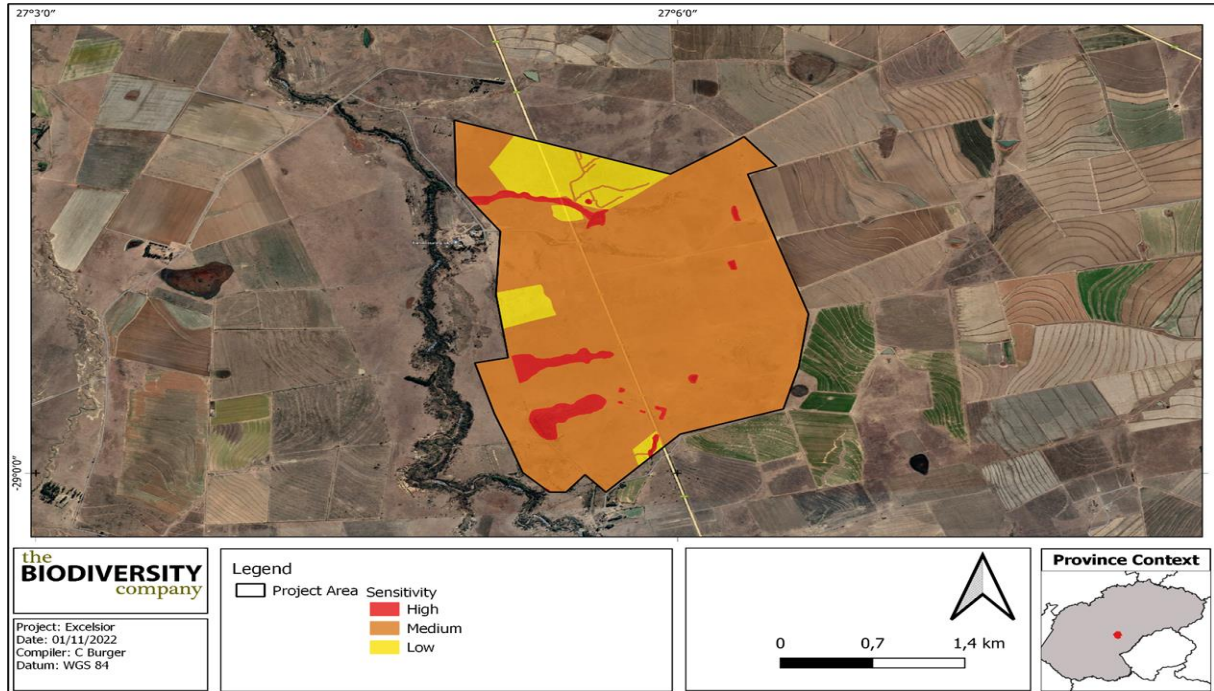 27°3'0"
27°6'0"
-29°0'0"
the
BIODIVERSITY
company
Project: Excelsior
Date: 01/11/2022
Compiler: C Burger
Datum: WGS 84
Legend
Project Area
Sensitivity
High
Medium
Low
0 0,7 1,4 km
Province Context